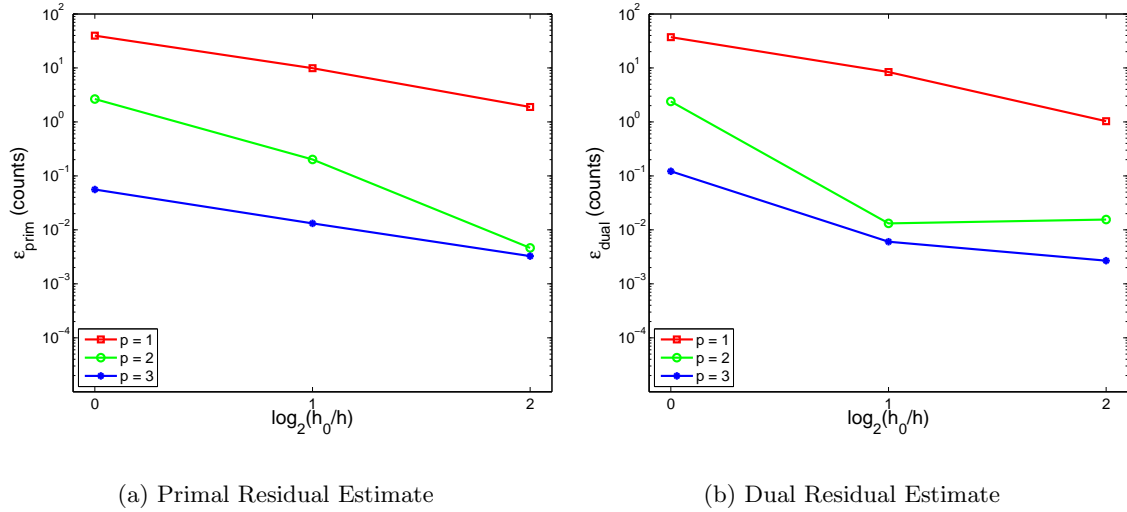 10^2
10^1
10^0
10^−1
10^−2
10^−3
10^−4
ε_prim (counts)
p = 1
p = 2
p = 3
0 1 2
log_2(h_0/h)
(a) Primal Residual Estimate
10^2
10^1
10^0
10^−1
10^−2
10^−3
10^−4
ε_dual (counts)
p = 1
p = 2
p = 3
0 1 2
log_2(h_0/h)
(b) Dual Residual Estimate